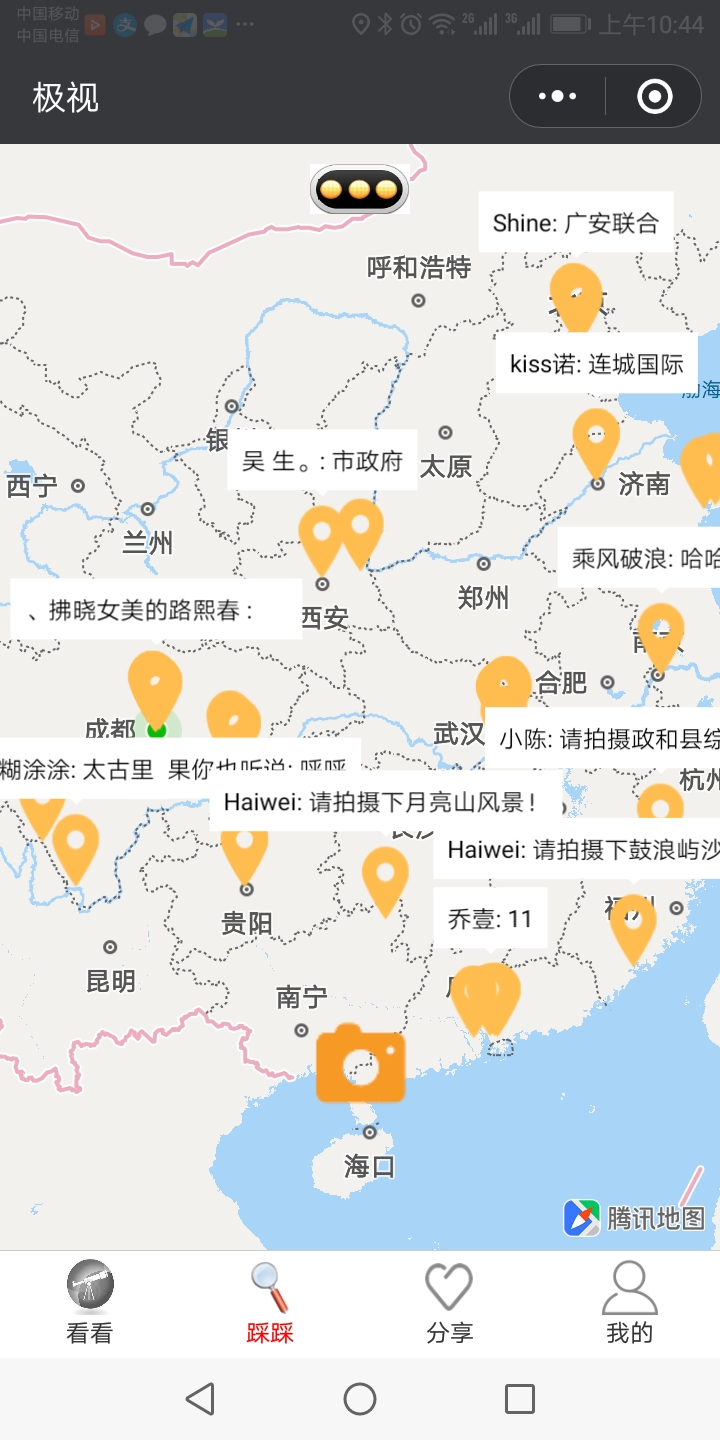 中国移动
中国电信
2G
3G
上午10:44
极视
Shine: 广安联合
呼和浩特
kiss诺: 连城国际
渤海
银
吴 生。: 市政府
太原
西宁
济南
兰州
乘风破浪: 哈哈
郑州
、拂晓女美的路熙春 :
西安
合肥
成都
武汉
小陈: 请拍摄政和县综
糊涂涂: 太古里
果你也听说: 呼呼
杭州
Haiwei: 请拍摄下月亮山风景！
长沙
Haiwei: 请拍摄下鼓浪屿沙
乔壹: 11
贵阳
福州
昆明
南宁
海口
腾讯地图
看看
踩踩
分享
我的